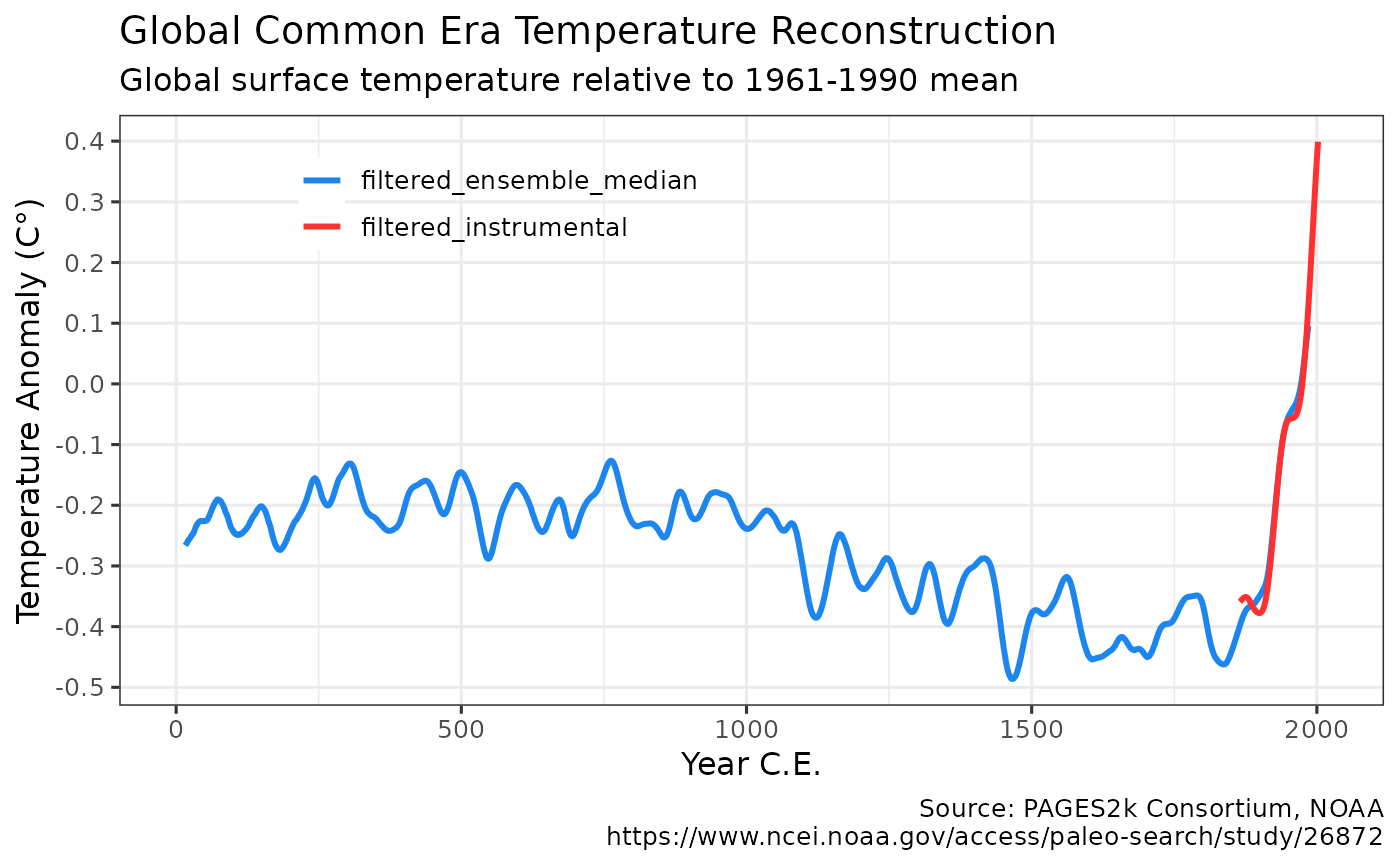 Global Common Era Temperature Reconstruction
Global surface temperature relative to 1961-1990 mean
Temperature Anomaly (C°)
0.4
0.3
0.2
0.1
0.0
-0.1
-0.2
-0.3
-0.4
-0.5
filtered_ensemble_median
filtered_instrumental
0 500 1000 1500 2000
Year C.E.
Source: PAGES2k Consortium, NOAA
https://www.ncei.noaa.gov/access/paleo-search/study/26872